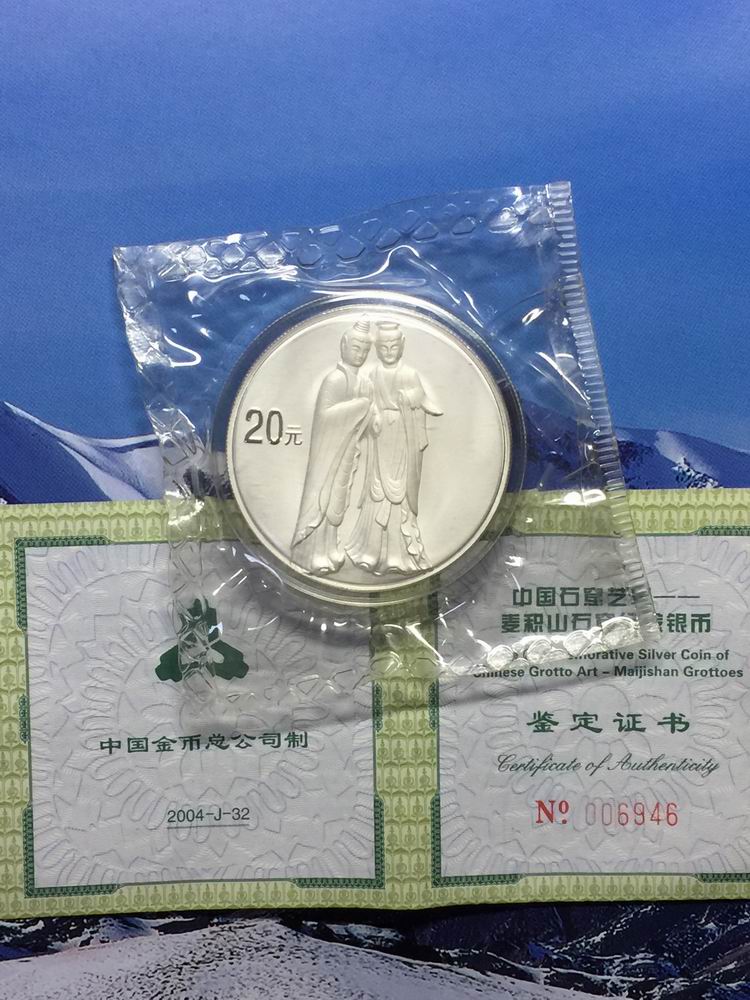 20元
中国金币总公司制
2004-J-32
中国石窟艺——
麦积山石窟 银币
morative Silver Coin of
Chinese Grotto Art - Maijishan Grottoes
鉴定证书
Certificate of Authenticity
Nº 006946